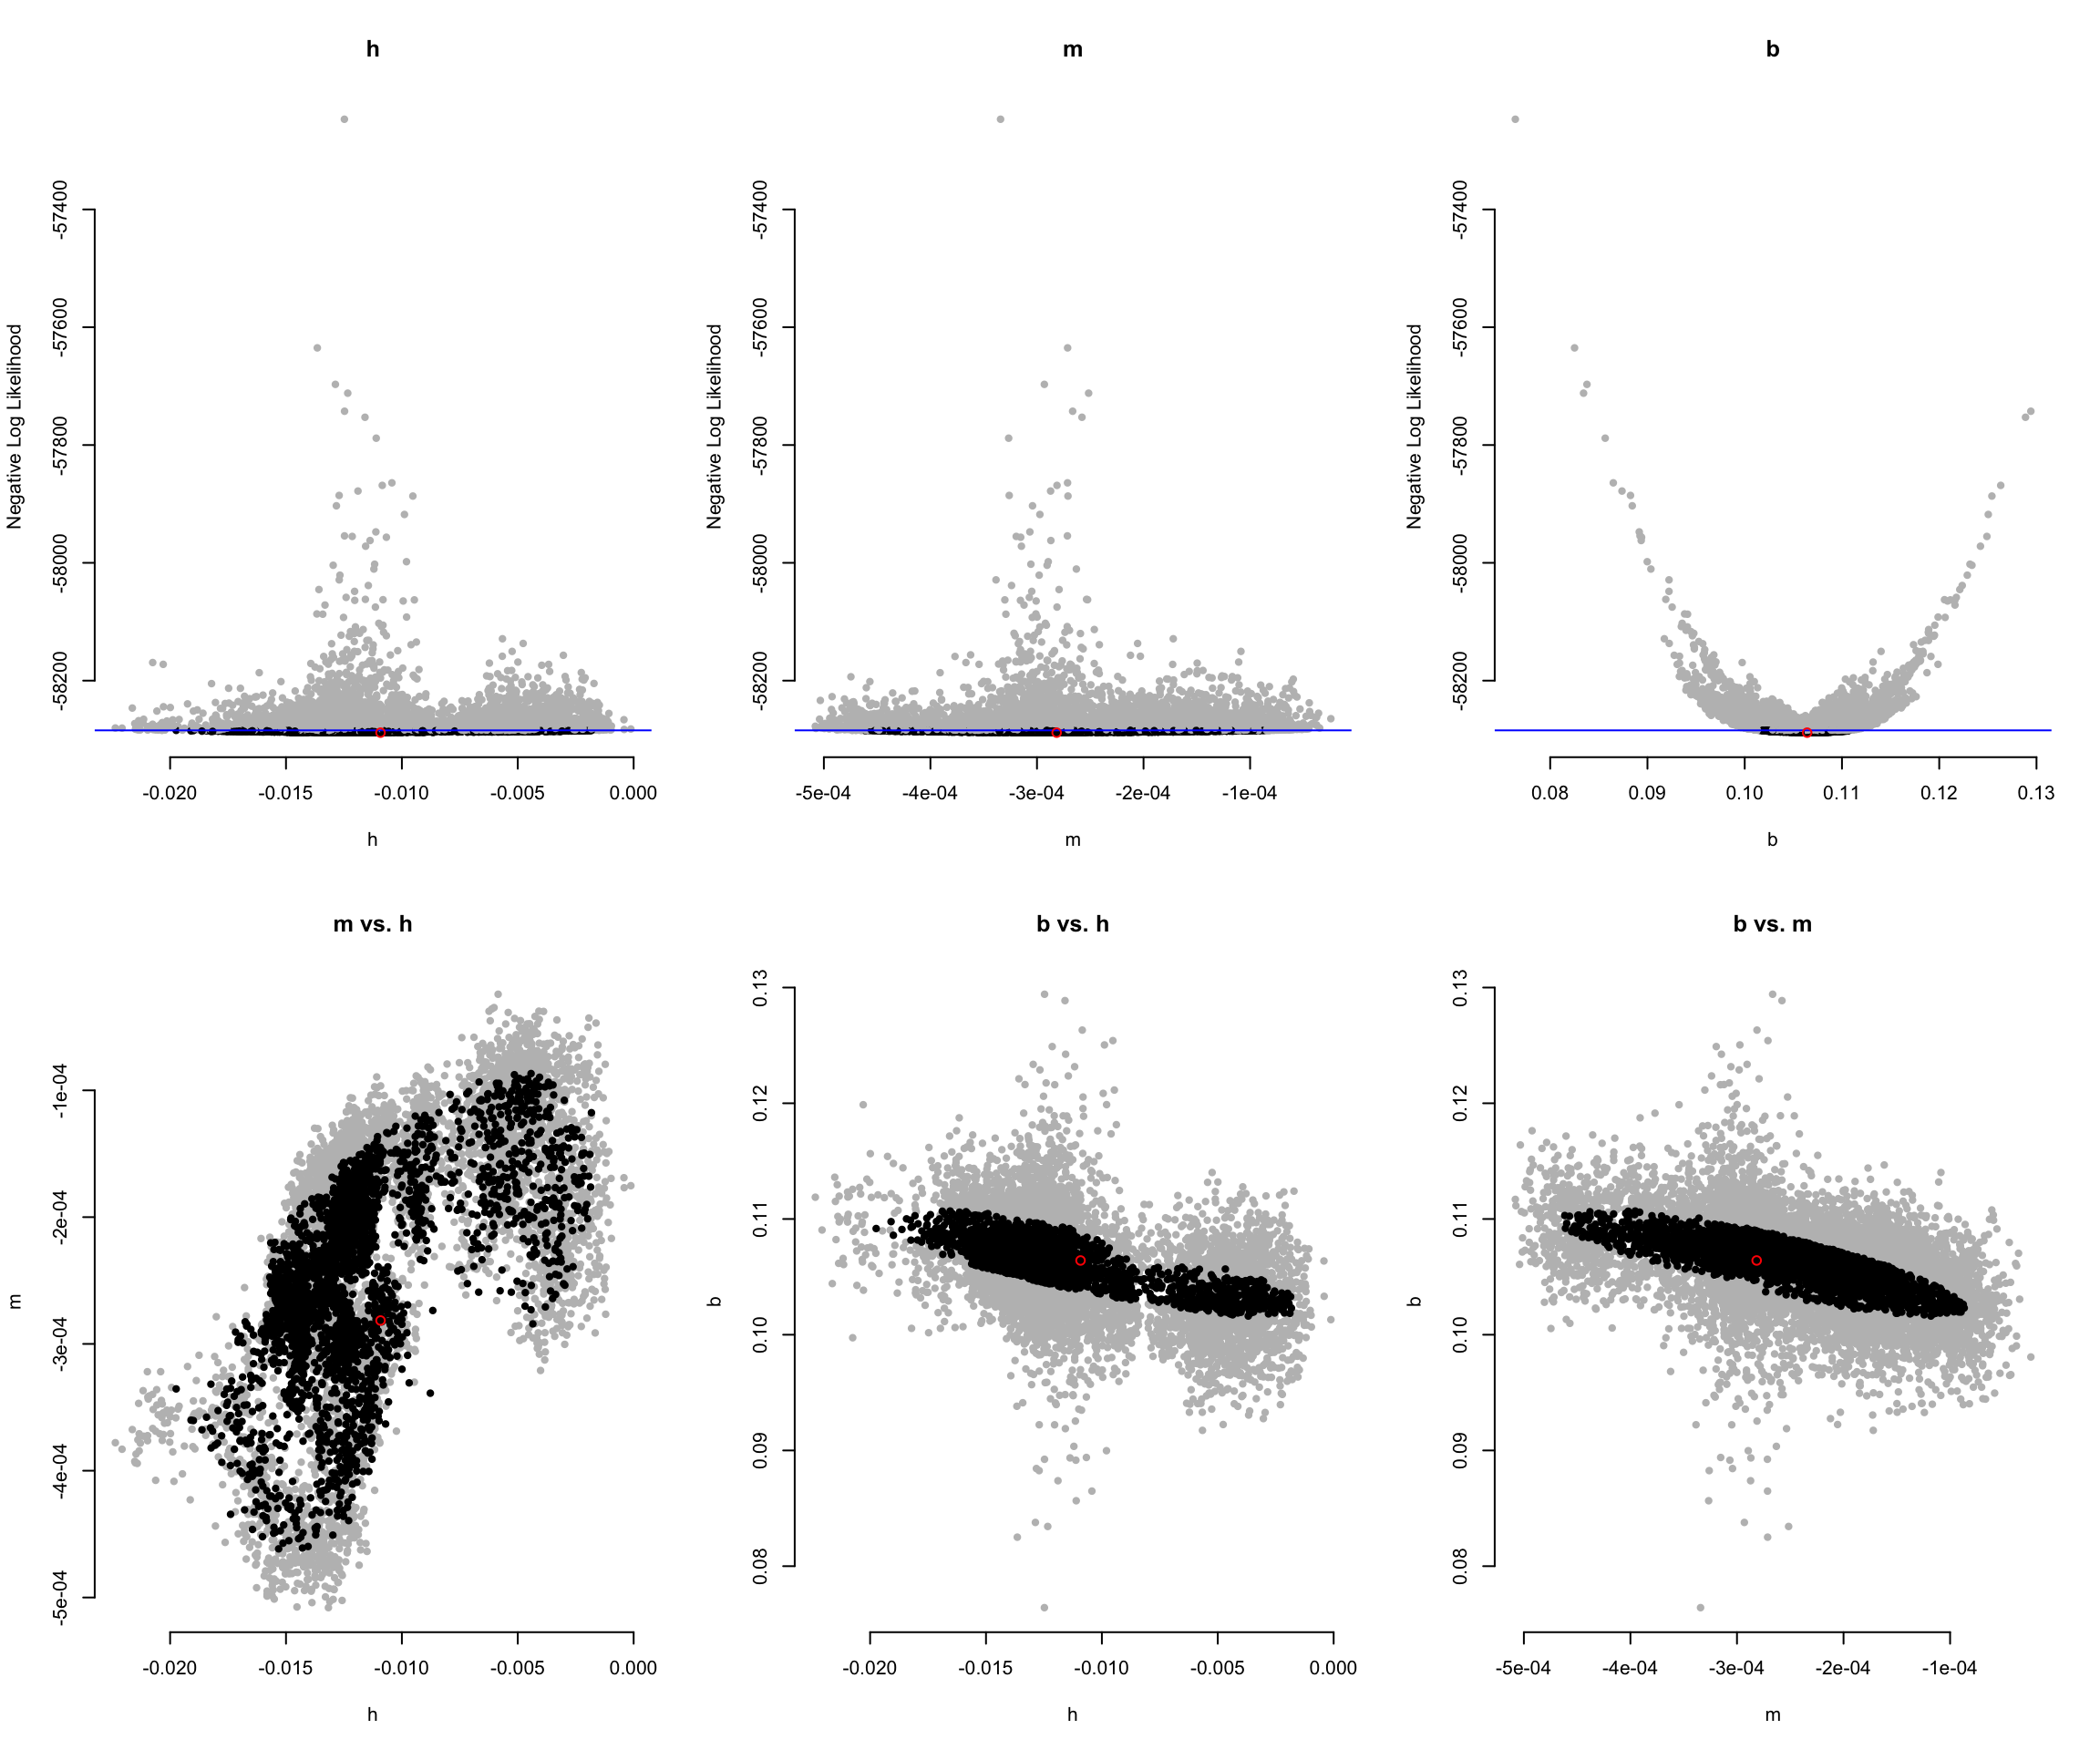 h
Negative Log Likelihood
-57400
-57600
-57800
-58000
-58200
-0.020 -0.015 -0.010 -0.005 0.000
h
m
Negative Log Likelihood
-57400
-57600
-57800
-58000
-58200
-5e-04 -4e-04 -3e-04 -2e-04 -1e-04
m
b
Negative Log Likelihood
-57400
-57600
-57800
-58000
-58200
0.08 0.09 0.10 0.11 0.12 0.13
b
m vs. h
m
-1e-04
-2e-04
-3e-04
-4e-04
-5e-04
-0.020 -0.015 -0.010 -0.005 0.000
h
b vs. h
b
0.13
0.12
0.11
0.10
0.09
0.08
-0.020 -0.015 -0.010 -0.005 0.000
h
b vs. m
b
0.13
0.12
0.11
0.10
0.09
0.08
-5e-04 -4e-04 -3e-04 -2e-04 -1e-04
m